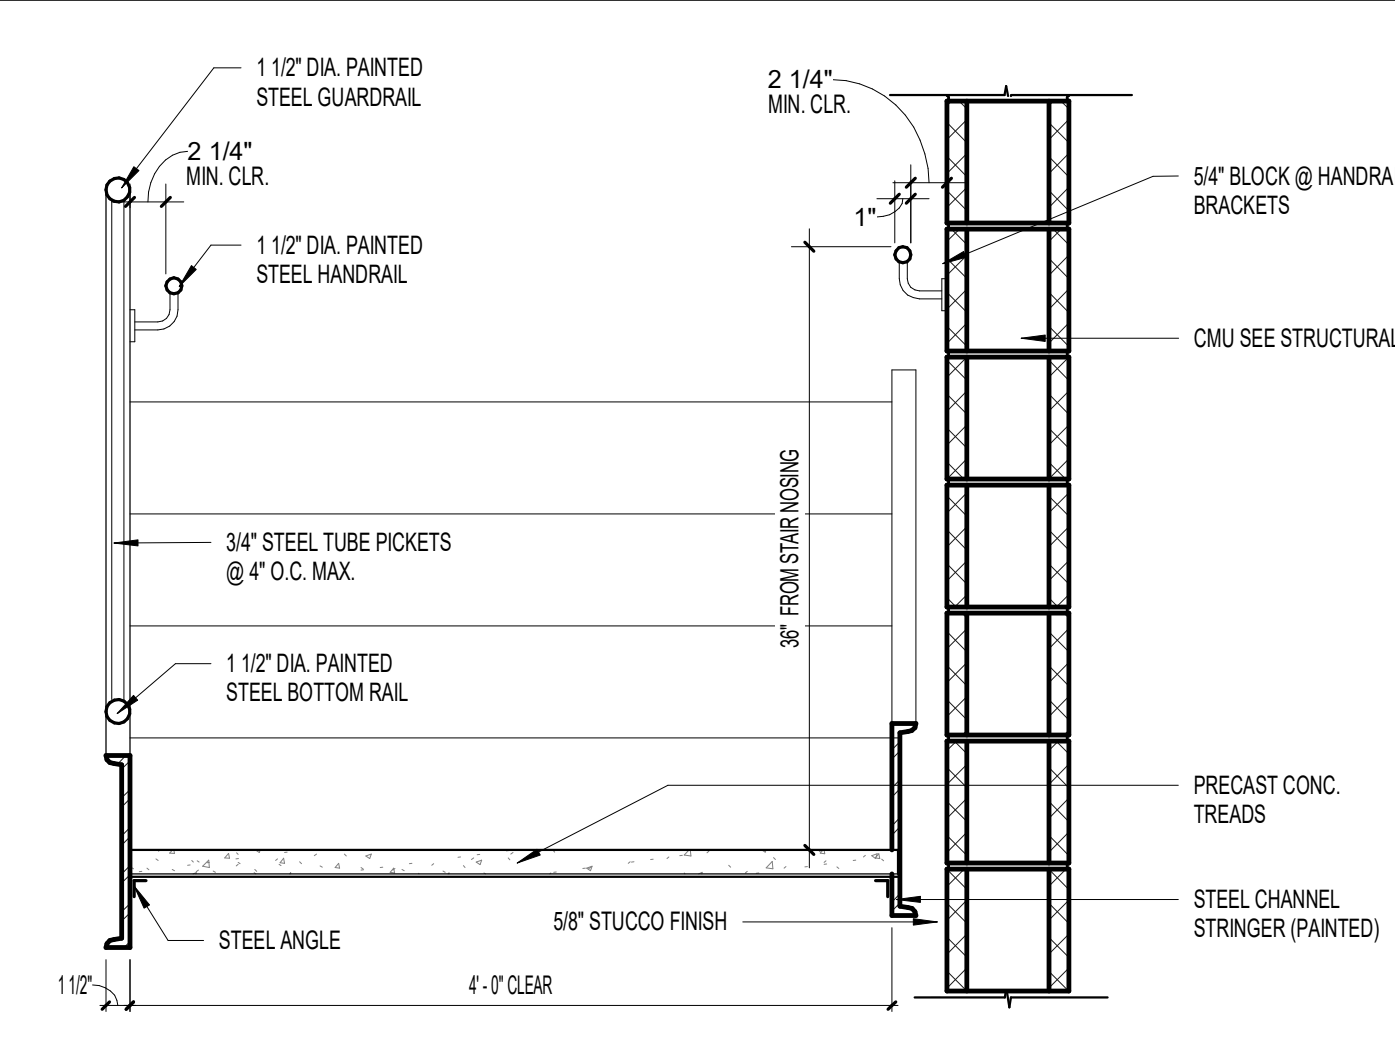 1 1/2" DIA. PAINTED
STEEL GUARDRAIL
2 1/4"
MIN. CLR.
2 1/4"
MIN. CLR.
1"
5/4" BLOCK @ HANDRA
BRACKETS
1 1/2" DIA. PAINTED
STEEL HANDRAIL
CMU SEE STRUCTURAL
36" FROM STAIR NOSING
3/4" STEEL TUBE PICKETS
@ 4" O.C. MAX.
1 1/2" DIA. PAINTED
STEEL BOTTOM RAIL
PRECAST CONC.
TREADS
STEEL CHANNEL
STRINGER (PAINTED)
5/8" STUCCO FINISH
STEEL ANGLE
1 1/2"
4' - 0" CLEAR